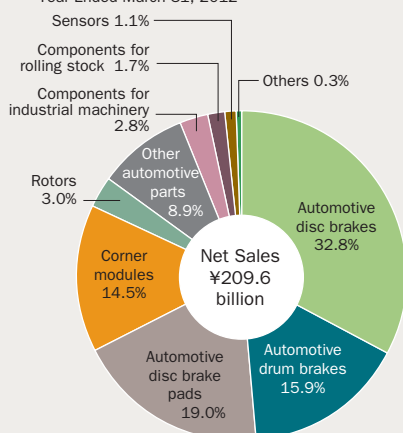 Year Ended March 31, 2012
Sensors 1.1%
Components for
rolling stock 1.7%
Components for
industrial machinery
2.8%
Others 0.3%
Other
automotive
parts
8.9%
Rotors
3.0%
Automotive
disc brakes
32.8%
Corner
modules
14.5%
Net Sales
¥209.6
billion
Automotive
disc brake
pads
19.0%
Automotive
drum brakes
15.9%